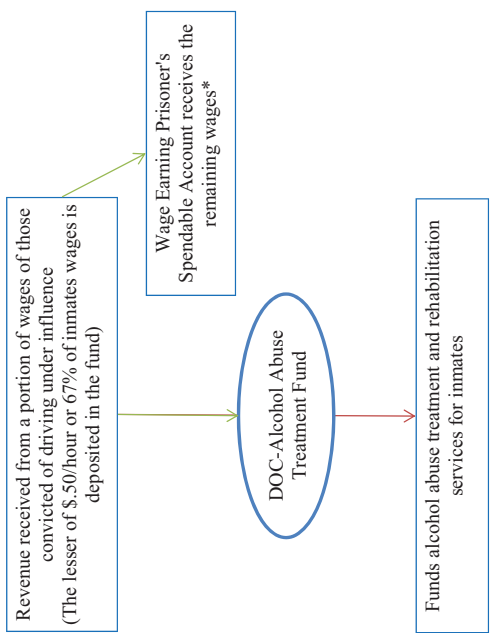 Revenue received from a portion of wages of those
convicted of driving under influence
(The lesser of $.50/hour or 67% of inmates wages is
deposited in the fund)
Wage Earning Prisoner's
Spendable Account receives the
remaining wages*
DOC-Alcohol Abuse
Treatment Fund
Funds alcohol abuse treatment and rehabilitation
services for inmates